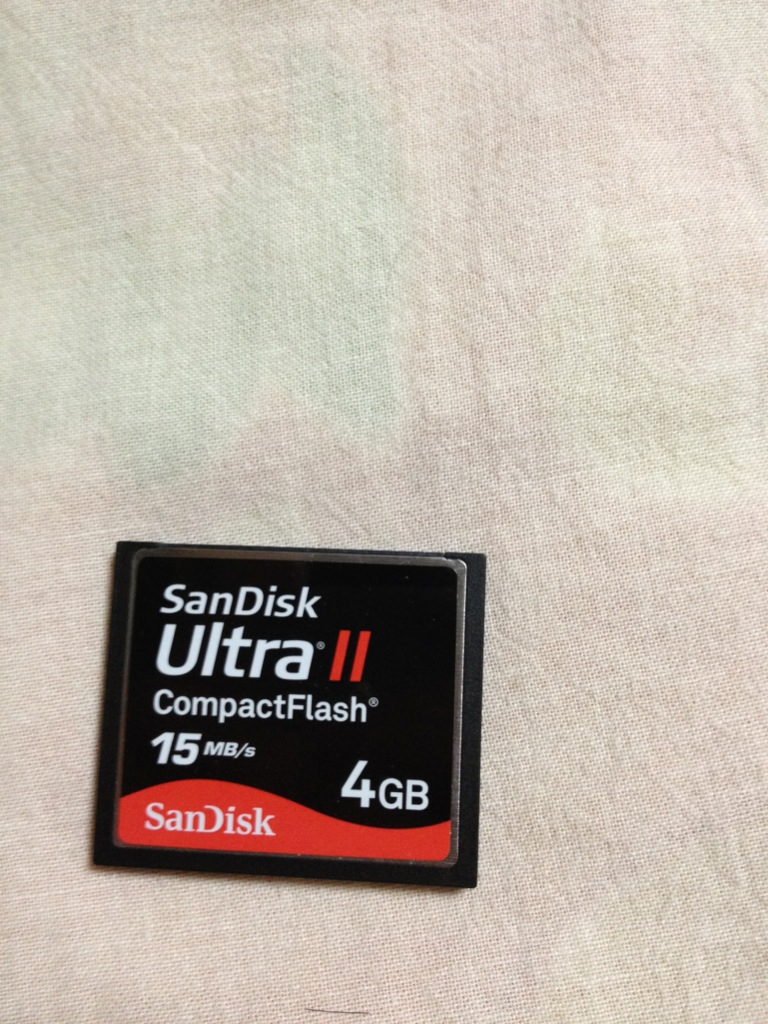 SanDisk
Ultra® II
CompactFlash®
15 MB/s
4GB
SanDisk